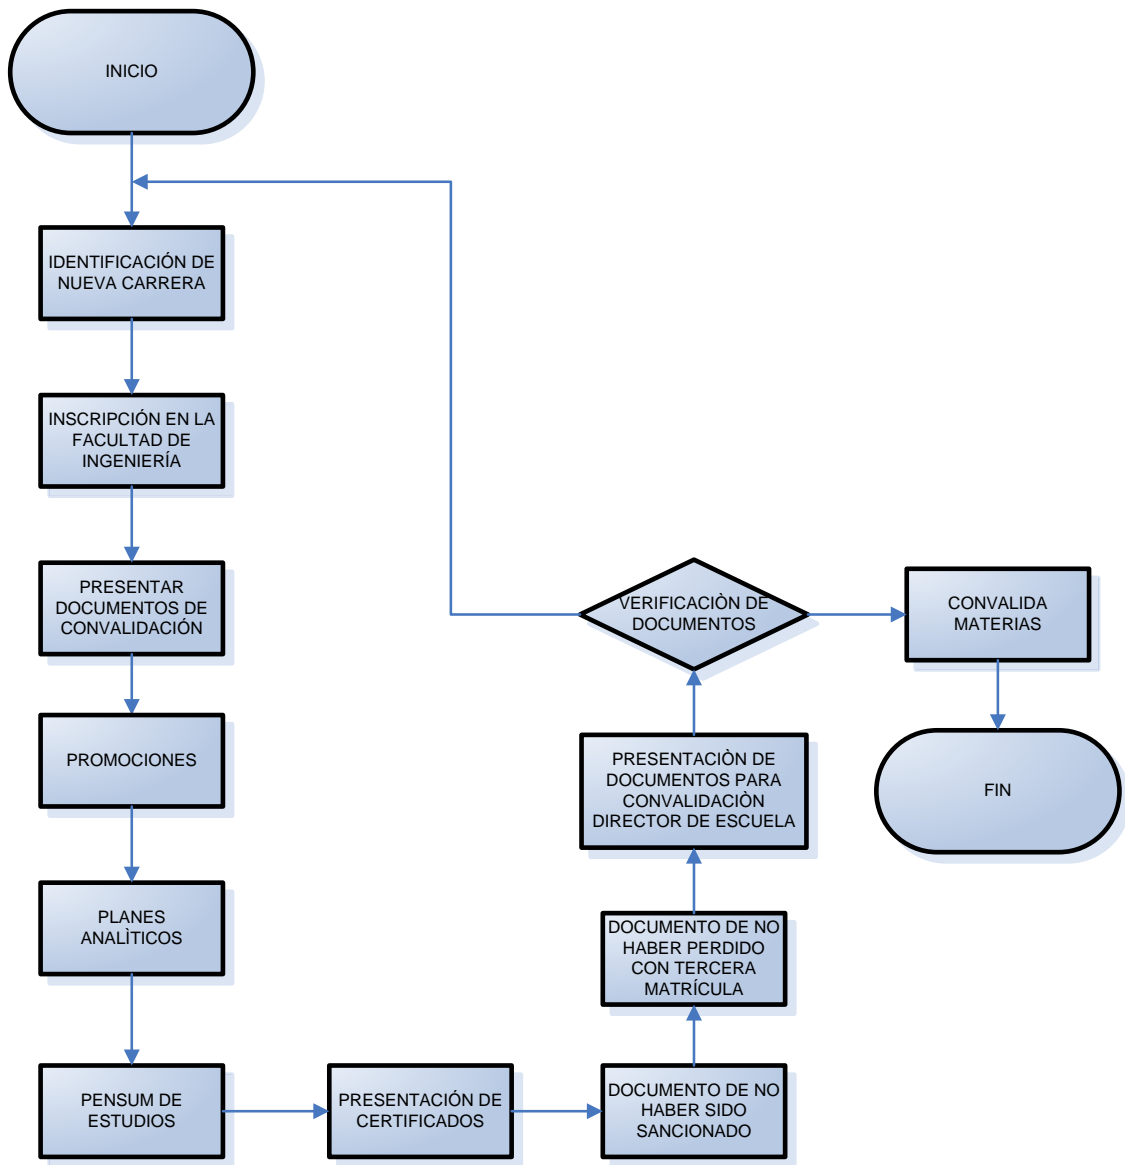 INICIO
IDENTIFICACIÓN DE
NUEVA CARRERA
INSCRIPCIÓN EN LA
FACULTAD DE
INGENIERÍA
PRESENTAR
DOCUMENTOS DE
CONVALIDACIÓN
PROMOCIONES
PLANES
ANALÌTICOS
PENSUM DE
ESTUDIOS
PRESENTACIÓN DE
CERTIFICADOS
DOCUMENTO DE NO
HABER SIDO
SANCIONADO
DOCUMENTO DE NO
HABER PERDIDO
CON TERCERA
MATRÍCULA
PRESENTACIÒN DE
DOCUMENTOS PARA
CONVALIDACIÒN
DIRECTOR DE ESCUELA
VERIFICACIÒN DE
DOCUMENTOS
CONVALIDA
MATERIAS
FIN